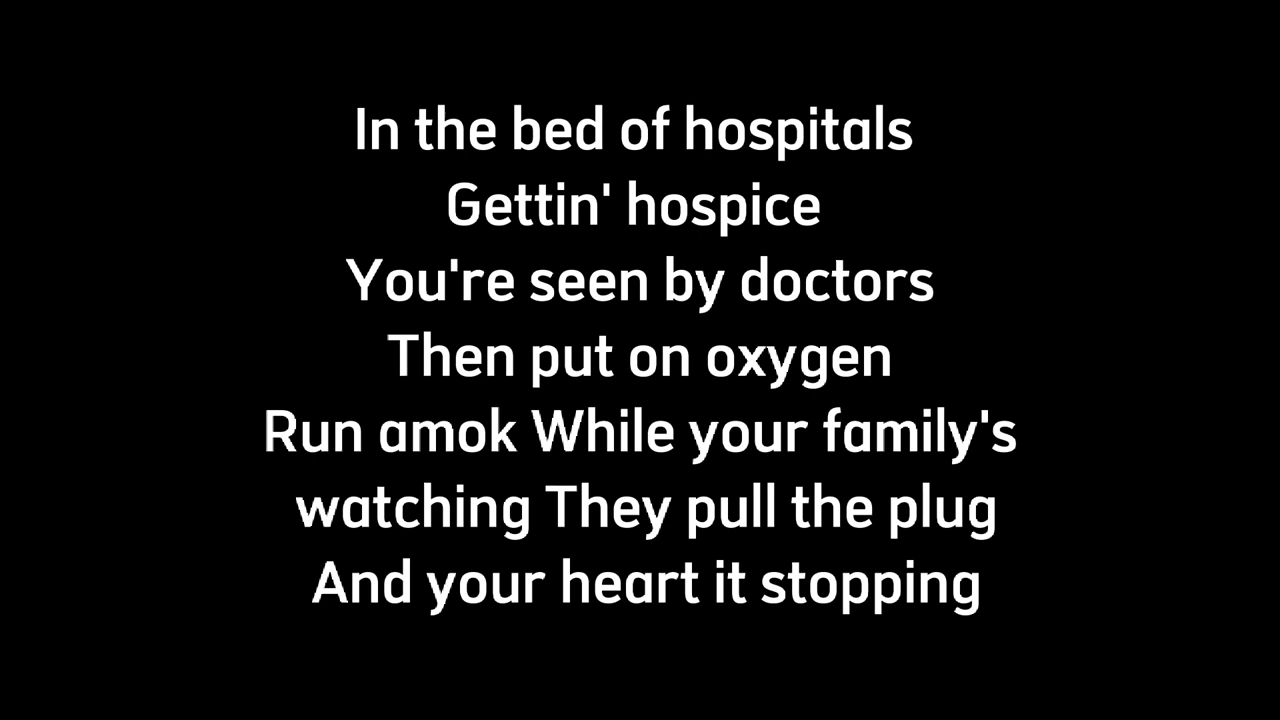 In the bed of hospitals
Gettin' hospice
You're seen by doctors
Then put on oxygen
Run amok While your family's
watching They pull the plug
And your heart it stopping